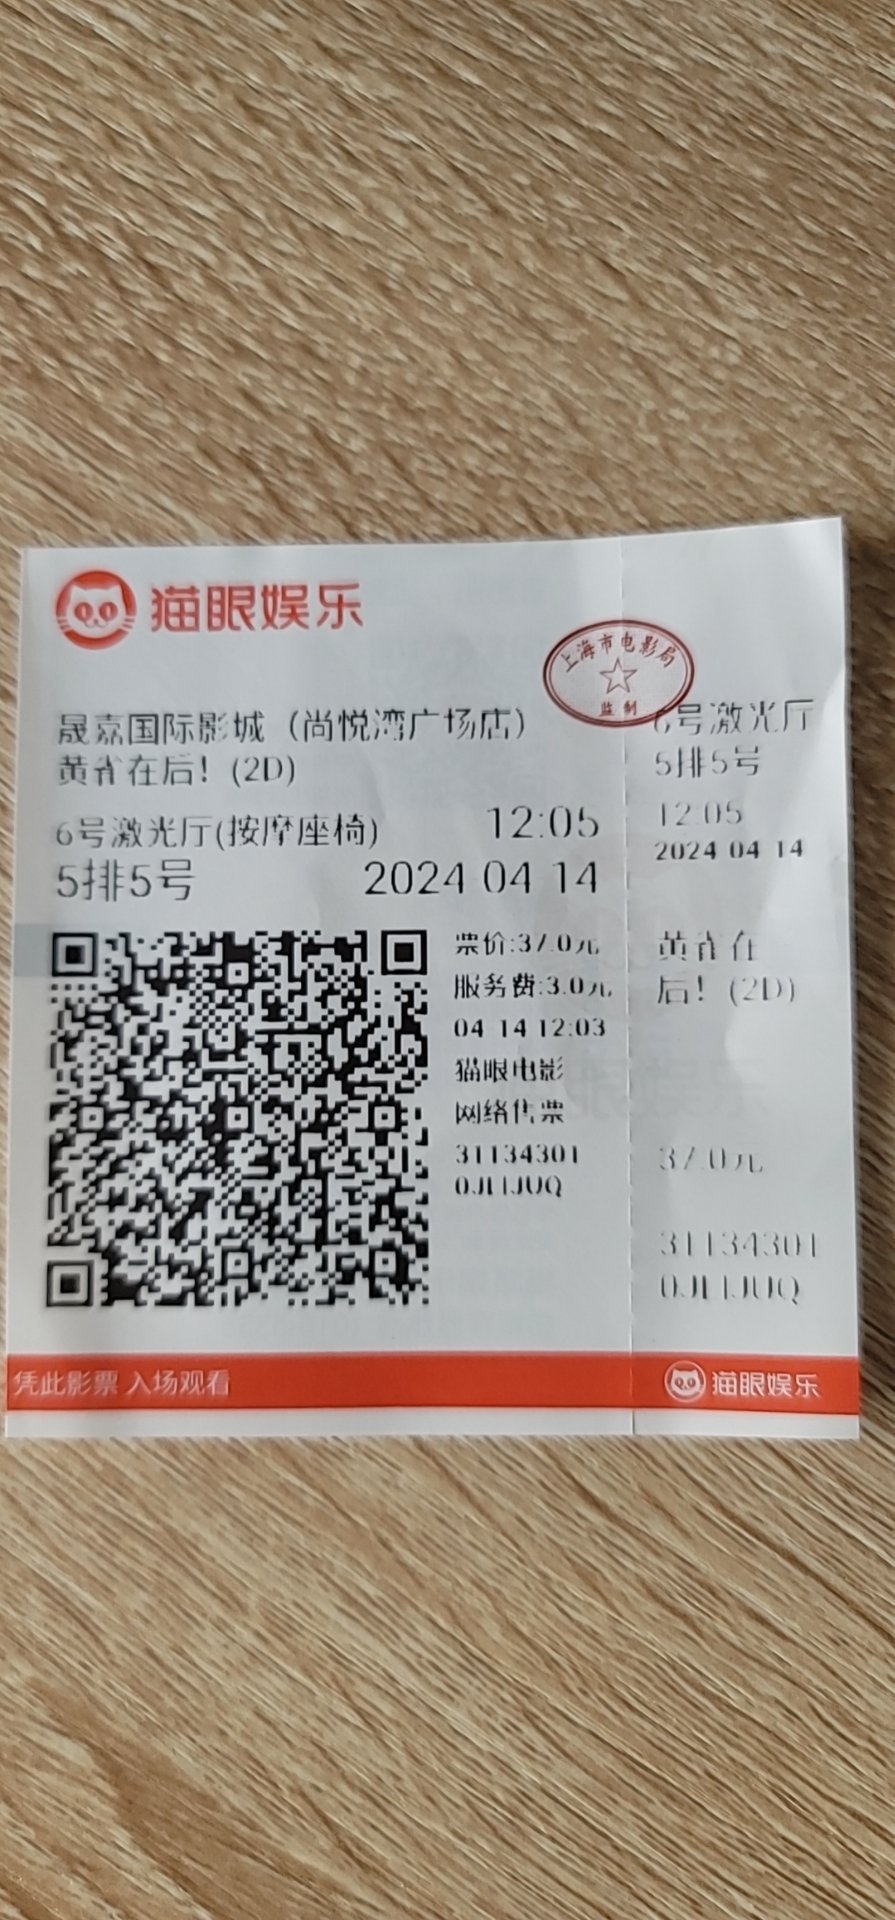 猫眼娱乐
上海市电影局
监制
晟嘉国际影城（尚悦湾广场店）
黄雀在后！(2D)
6号激光厅(按摩座椅) 12:05
5排5号 2024 04 14
票价:37.0元
服务费:3.0元
04 14 12:03
猫眼电影
网络售票
31134301
6号激光厅
5排5号
12:05
2024 04 14
黄雀在
后！(2D)
37.0元
31134301
凭此影票 入场观看
猫眼娱乐